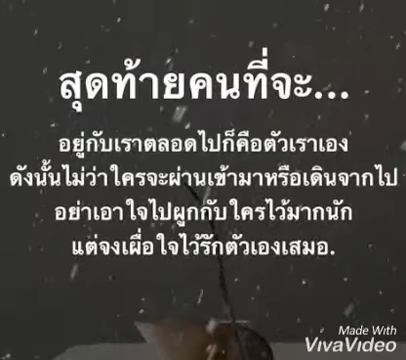 สุดท้ายคนที่จะ...
อยู่กับเราตลอดไปก็คือตัวเราเอง
ดังนั้นไม่ว่าใครจะผ่านเข้ามาหรือเดินจากไป
อย่าเอาใจไปผูกกับใครไว้มากนัก
แต่จงเผื่อใจไว้รักตัวเองเสมอ.
Made With
VivaVideo